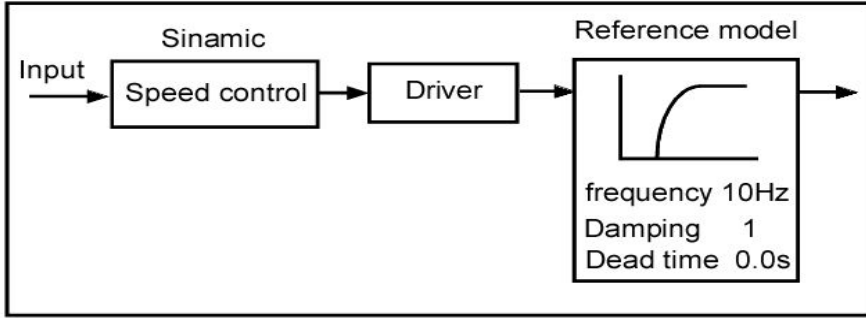 Sinamic
Input
Speed control
Driver
Reference model
frequency 10Hz
Damping 1
Dead time 0.0s